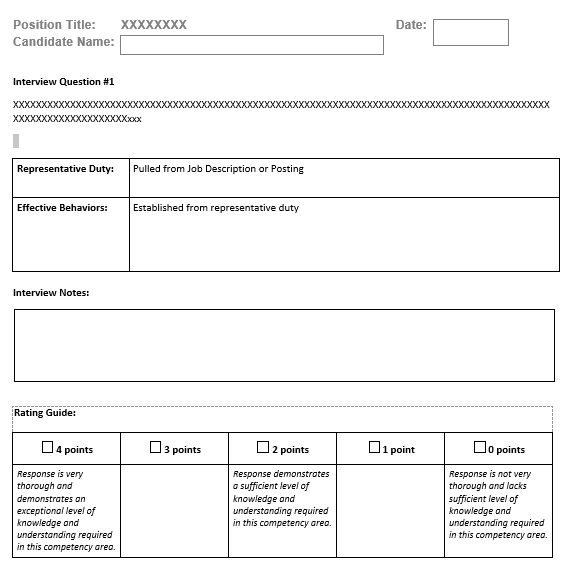 Position Title: XXXXXXXX Date:
Candidate Name:
Interview Question #1
XXXXXXXXXXXXXXXXXXXXXXXXXXXXXXXXXXXXXXXXXXXXXXXXXXXXXXXXXXXXXXXXXXXXXXXXXXXXXXXXXXXXXXXXXXXXXXX
XXXXXXXXXXXXXXXXXXXXxxx
Representative Duty: Pulled from Job Description or Posting
Effective Behaviors: Established from representative duty
Interview Notes:
Rating Guide:
4 points 3 points 2 points 1 point 0 points
Response is very
thorough and
demonstrates an
exceptional level of
knowledge and
understanding required
in this competency area.
Response demonstrates
a sufficient level of
knowledge and
understanding required
in this competency area.
Response is not very
thorough and lacks
sufficient level of
knowledge and
understanding required
in this competency area.